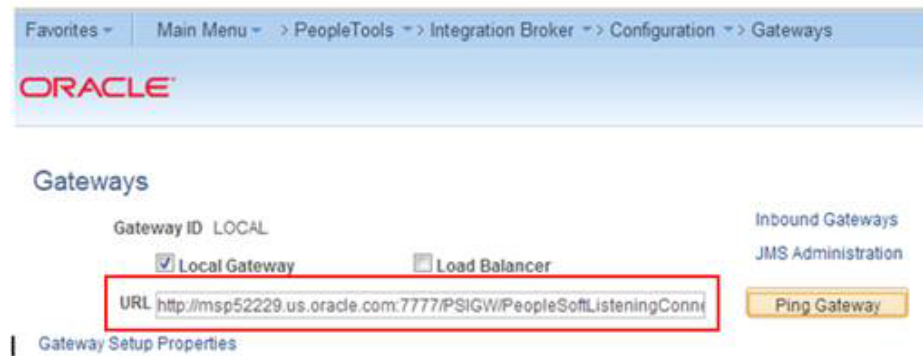 Favorites Main Menu > PeopleTools > Integration Broker > Configuration > Gateways
ORACLE
Gateways
Gateway ID LOCAL
Inbound Gateways
Local Gateway Load Balancer
JMS Administration
URL http://msp52229.us.oracle.com:7777/PSIGW/PeopleSoftListeningConne
Ping Gateway
Gateway Setup Properties